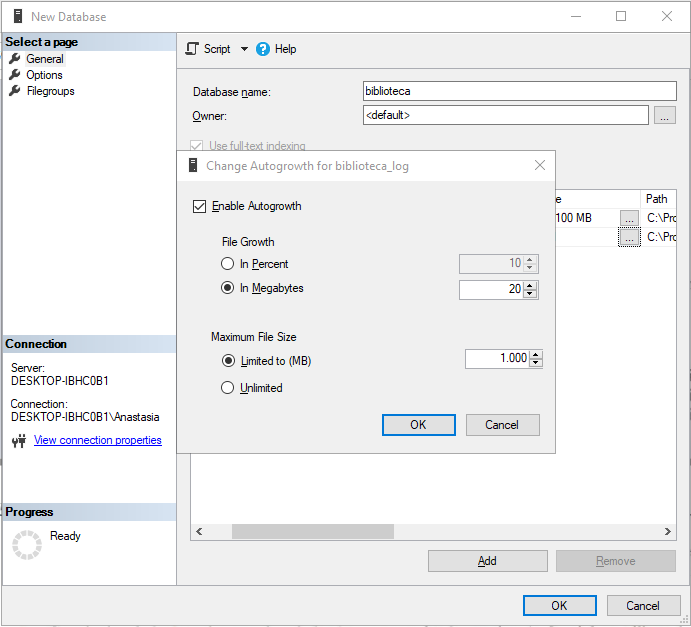 New Database
Select a page
General
Options
Filegroups
Script
Help
Database name:
biblioteca
Owner:
<default>
...
Use full-text indexing
Change Autogrowth for biblioteca_log
Enable Autogrowth
File Growth
In Percent
10
In Megabytes
20
Maximum File Size
Limited to (MB)
1.000
Unlimited
OK
Cancel
e
Path
100 MB
...
C:\Prc
...
C:\Prc
Connection
Server:
DESKTOP-IBHC0B1
Connection:
DESKTOP-IBHC0B1\Anastasia
View connection properties
Progress
Ready
Add
Remove
OK
Cancel